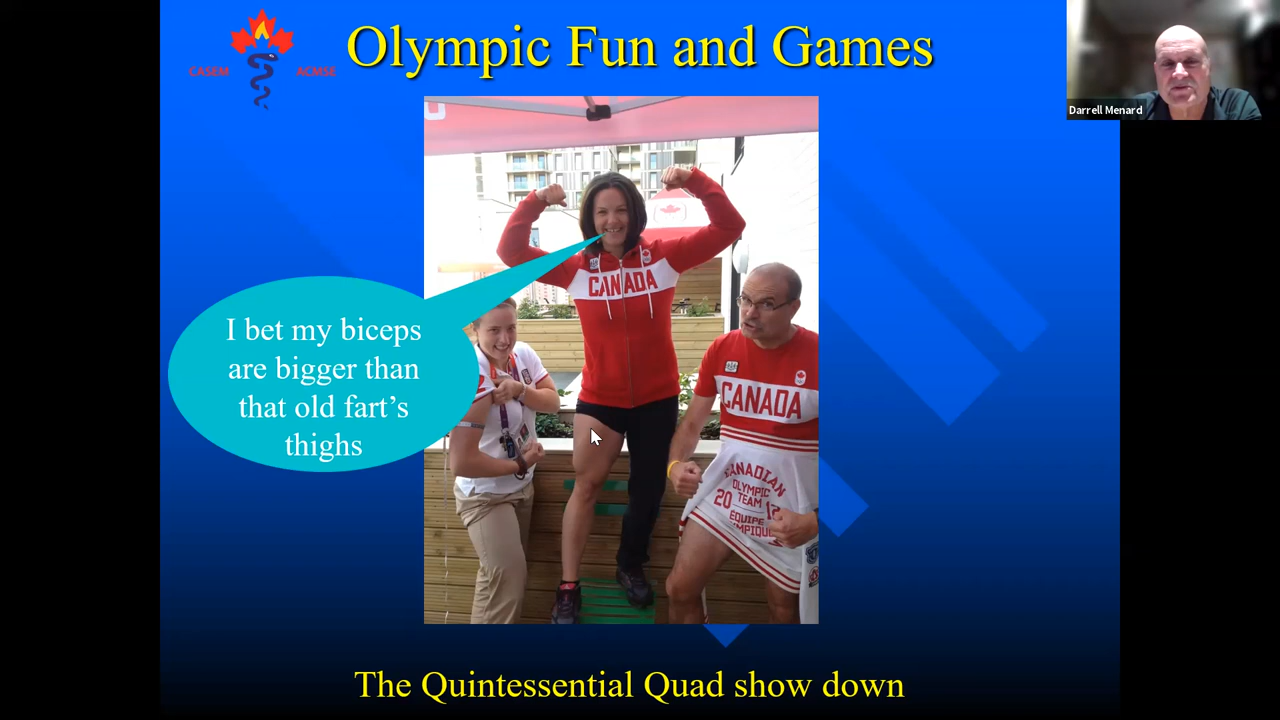 CASEM
ACMSE
Olympic Fun and Games
Darrell Menard
CANADA
I bet my biceps
are bigger than
that old fart's
thighs
CANADA
CANADIAN
OLYMPIC
TEAM
20 12
EQUIPE
The Quintessential Quad show down